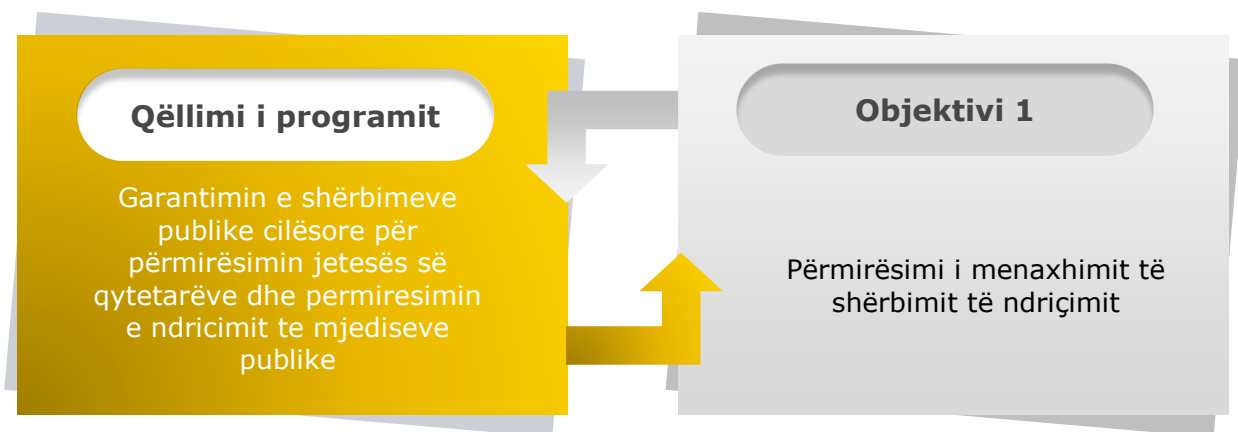 Qëllimi i programit
Garantimin e shërbimeve
publike cilësore për
përmirësimin jetesës së
qytetarëve dhe permiresimin
e ndricimit te mjediseve
publike
Objektivi 1
Përmirësimi i menaxhimit të
shërbimit të ndriçimit